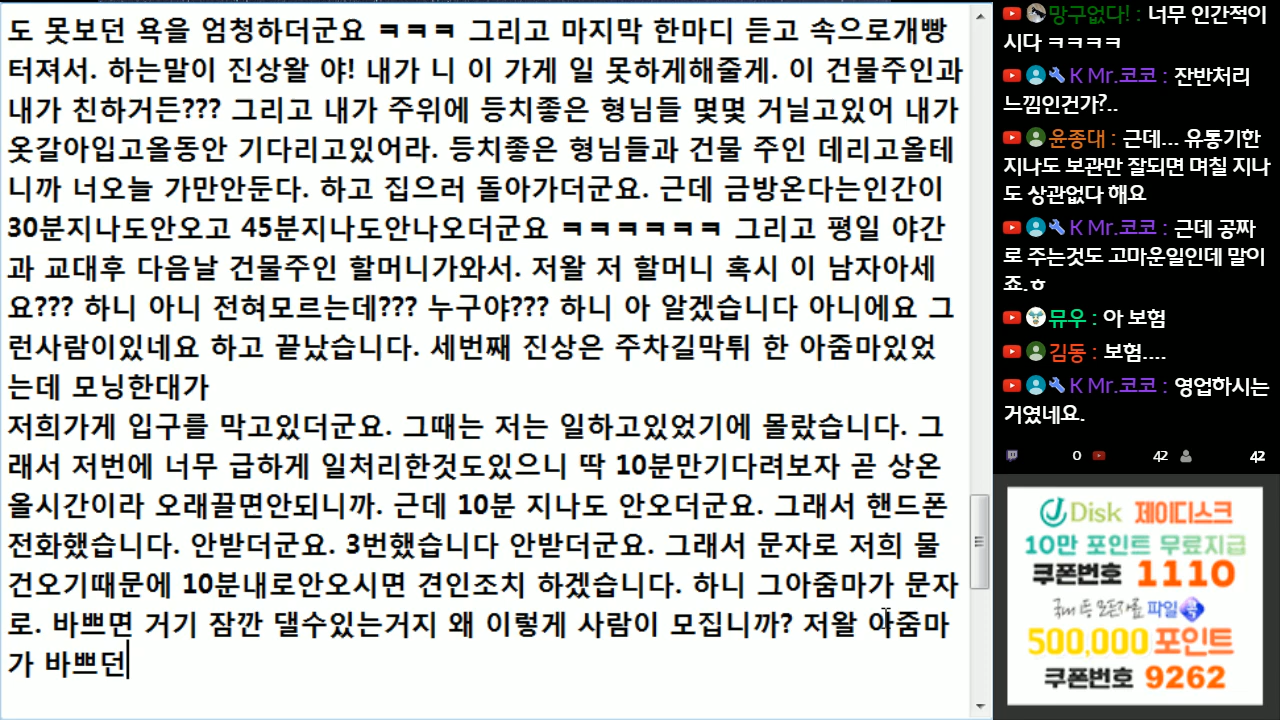 도 못보던 욕을 엄청하더군요 ㅋㅋㅋ 그리고 마지막 한마디 듣고 속으로개빵
터져서. 하는말이 진상왈 야! 내가 니 이 가게 일 못하게해줄게. 이 건물주인과
내가 친하거든??? 그리고 내가 주위에 등치좋은 형님들 몇몇 거닐고있어 내가
옷갈아입고올동안 기다리고있어라. 등치좋은 형님들과 건물 주인 데리고올테
니까 너오늘 가만안둔다. 하고 집으러 돌아가더군요. 근데 금방온다는인간이
30분지나도안오고 45분지나도안나오더군요 ㅋㅋㅋㅋㅋㅋ 그리고 평일 야간
과 교대후 다음날 건물주인 할머니가와서. 저왈 저 할머니 혹시 이 남자아세
요??? 하니 아니 전혀모르는데??? 누구야??? 하니 아 알겠습니다 아니에요 그
런사람이있네요 하고 끝났습니다. 세번째 진상은 주차길막튀 한 아줌마있었
는데 모닝한대가
저희가게 입구를 막고있더군요. 그때는 저는 일하고있었기에 몰랐습니다. 그
래서 저번에 너무 급하게 일처리한것도있으니 딱 10분만기다려보자 곧 상온
올시간이라 오래끌면안되니까. 근데 10분 지나도 안오더군요. 그래서 핸드폰
전화했습니다. 안받더군요. 3번했습니다 안받더군요. 그래서 문자로 저희 물
건오기때문에 10분내로안오시면 견인조치 하겠습니다. 하니 그아줌마가 문자
로. 바쁘면 거기 잠깐 댈수있는거지 왜 이렇게 사람이 모집니까? 저왈 아줌마
가 바쁘던
망구없다! : 너무 인간적이
시다 ㅋㅋㅋㅋ
K Mr.코코 : 잔반처리
느낌인건가?..
윤종대 : 근데... 유통기한
지나도 보관만 잘되면 며칠 지나
도 상관없다 해요
K Mr.코코 : 근데 공짜
로 주는것도 고마운일인데 말이
죠.ㅎ
뮤우 : 아 보험
김동 : 보험....
K Mr.코코 : 영업하시는
거였네요.
0 42 42
J Disk 제이디스크
10만 포인트 무료지급
쿠폰번호 1110
국내 등 모든자료 파일 콕
500,000 포인트
쿠폰번호 9262